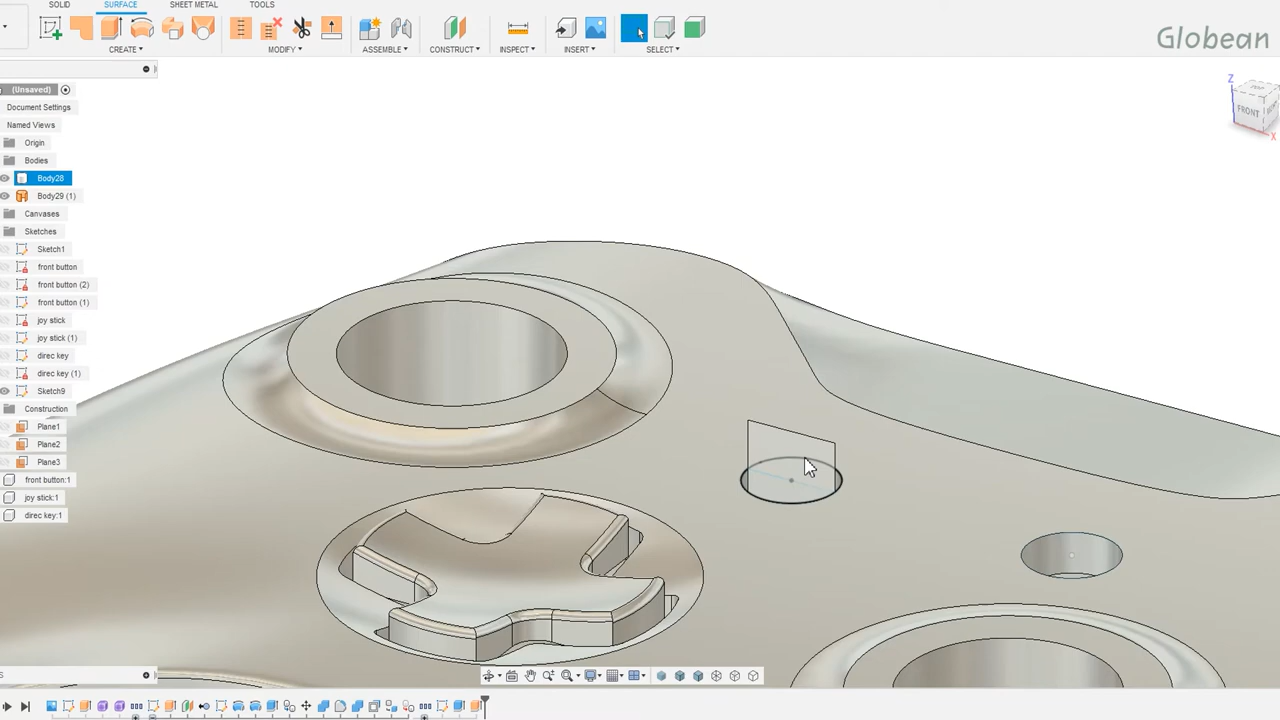 SOLID SURFACE SHEET METAL TOOLS
Globean
CREATE▾ MODIFY▾ ASSEMBLE▾ CONSTRUCT▾ INSPECT▾ INSERT▾ SELECT▾
Z
TOP
FRONT
X
(Unsaved)
Document Settings
Named Views
Origin
Bodies
Body28
Body29 (1)
Canvases
Sketches
Sketch1
front button
front button (2)
front button (1)
joy stick
joy stick (1)
direc key
direc key (1)
Sketch9
Construction
Plane1
Plane2
Plane3
front button:1
joy stick:1
direc key:1